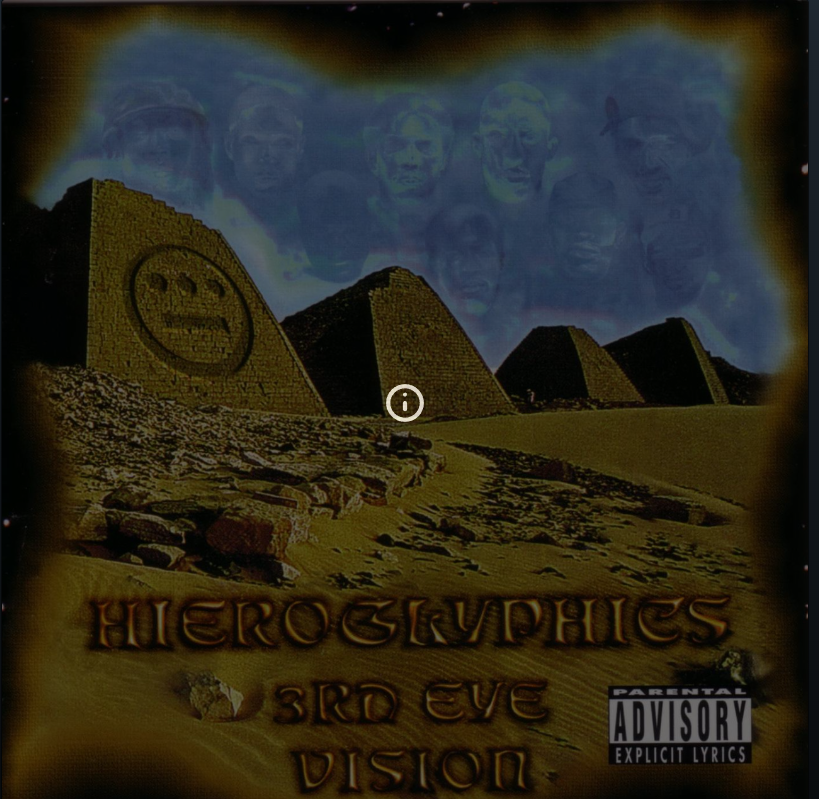 HIEROGLYPHICS
3RD EYE
VISION
PARENTAL
ADVISORY
EXPLICIT LYRICS